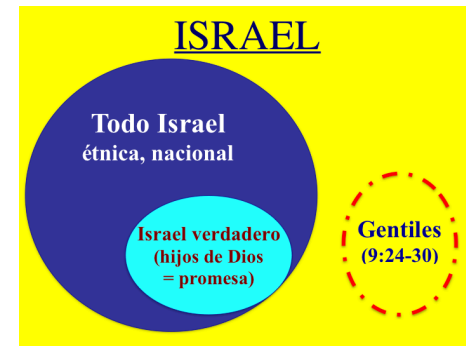 ISRAEL
Todo Israel
étnica, nacional
Israel verdadero
(hijos de Dios
= promesa)
Gentiles
(9:24-30)